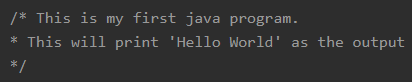 /* This is my first java program.
* This will print 'Hello World' as the output
*/